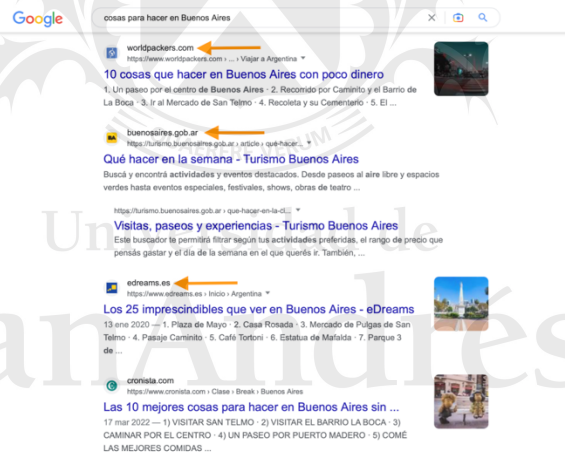 Google
cosas para hacer en Buenos Aires
worldpackers.com
https://www.worldpackers.com › ... › Viajar a Argentina
10 cosas que hacer en Buenos Aires con poco dinero
1. Un paseo por el centro de Buenos Aires · 2. Recorrido por Caminito y el Barrio de
La Boca · 3. Ir al Mercado de San Telmo · 4. Recoleta y su Cementerio · 5. El ...
buenosaires.gob.ar
https://turismo.buenosaires.gob.ar › article › qué-hacer...
Qué hacer en la semana - Turismo Buenos Aires
Buscá y encontrá actividades y eventos destacados. Desde paseos al aire libre y espacios
verdes hasta eventos especiales, festivales, shows, obras de teatro ...
https://turismo.buenosaires.gob.ar › que-hacer-en-la-ci...
Visitas, paseos y experiencias - Turismo Buenos Aires
Este buscador te permitirá filtrar según tus actividades preferidas, el rango de precio que
pensás gastar y el día de la semana en el que querés ir. También, ...
Universidad de
SanAndrés
edreams.es
https://www.edreams.es › Inicio › Argentina
Los 25 imprescindibles que ver en Buenos Aires - eDreams
13 ene 2020 — 1. Plaza de Mayo · 2. Casa Rosada · 3. Mercado de Pulgas de San
Telmo · 4. Pasaje Caminito · 5. Café Tortoni · 6. Estatua de Mafalda · 7. Parque 3
de ...
cronista.com
https://www.cronista.com › Clase › Break › Buenos Aires
Las 10 mejores cosas para hacer en Buenos Aires sin ...
17 mar 2022 — 1) VISITAR SAN TELMO · 2) VISITAR EL BARRIO LA BOCA · 3)
CAMINAR POR EL CENTRO · 4) UN PASEO POR PUERTO MADERO · 5) COMÉ
LAS MEJORES COMIDAS ...